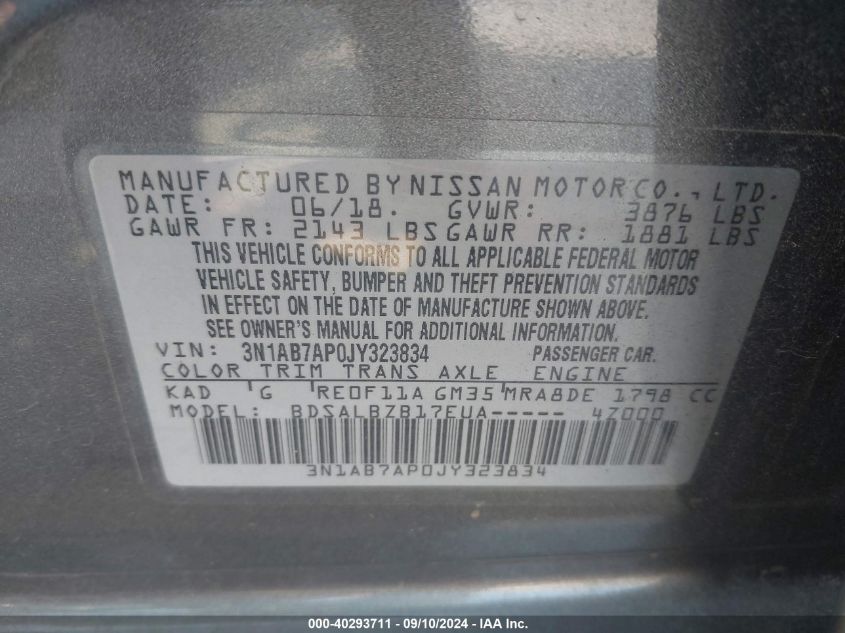 MANUFACTURED BY NISSAN MOTOR CO., LTD.
DATE: 06/18. GVWR: 3876 LBS
GAWR FR: 2143 LBS GAWR RR: 1881 LBS
THIS VEHICLE CONFORMS TO ALL APPLICABLE FEDERAL MOTOR
VEHICLE SAFETY, BUMPER AND THEFT PREVENTION STANDARDS
IN EFFECT ON THE DATE OF MANUFACTURE SHOWN ABOVE.
SEE OWNER'S MANUAL FOR ADDITIONAL INFORMATION.
VIN: 3N1AB7AP0JY323834 PASSENGER CAR.
COLOR TRIM TRANS AXLE ENGINE
KAD G RE0F11A GM35 MRA8DE 1798 CC
MODEL: BDSALBZB17EUA----- 47000
3N1AB7AP0JY323834
000-40293711 - 09/10/2024 - IAA Inc.